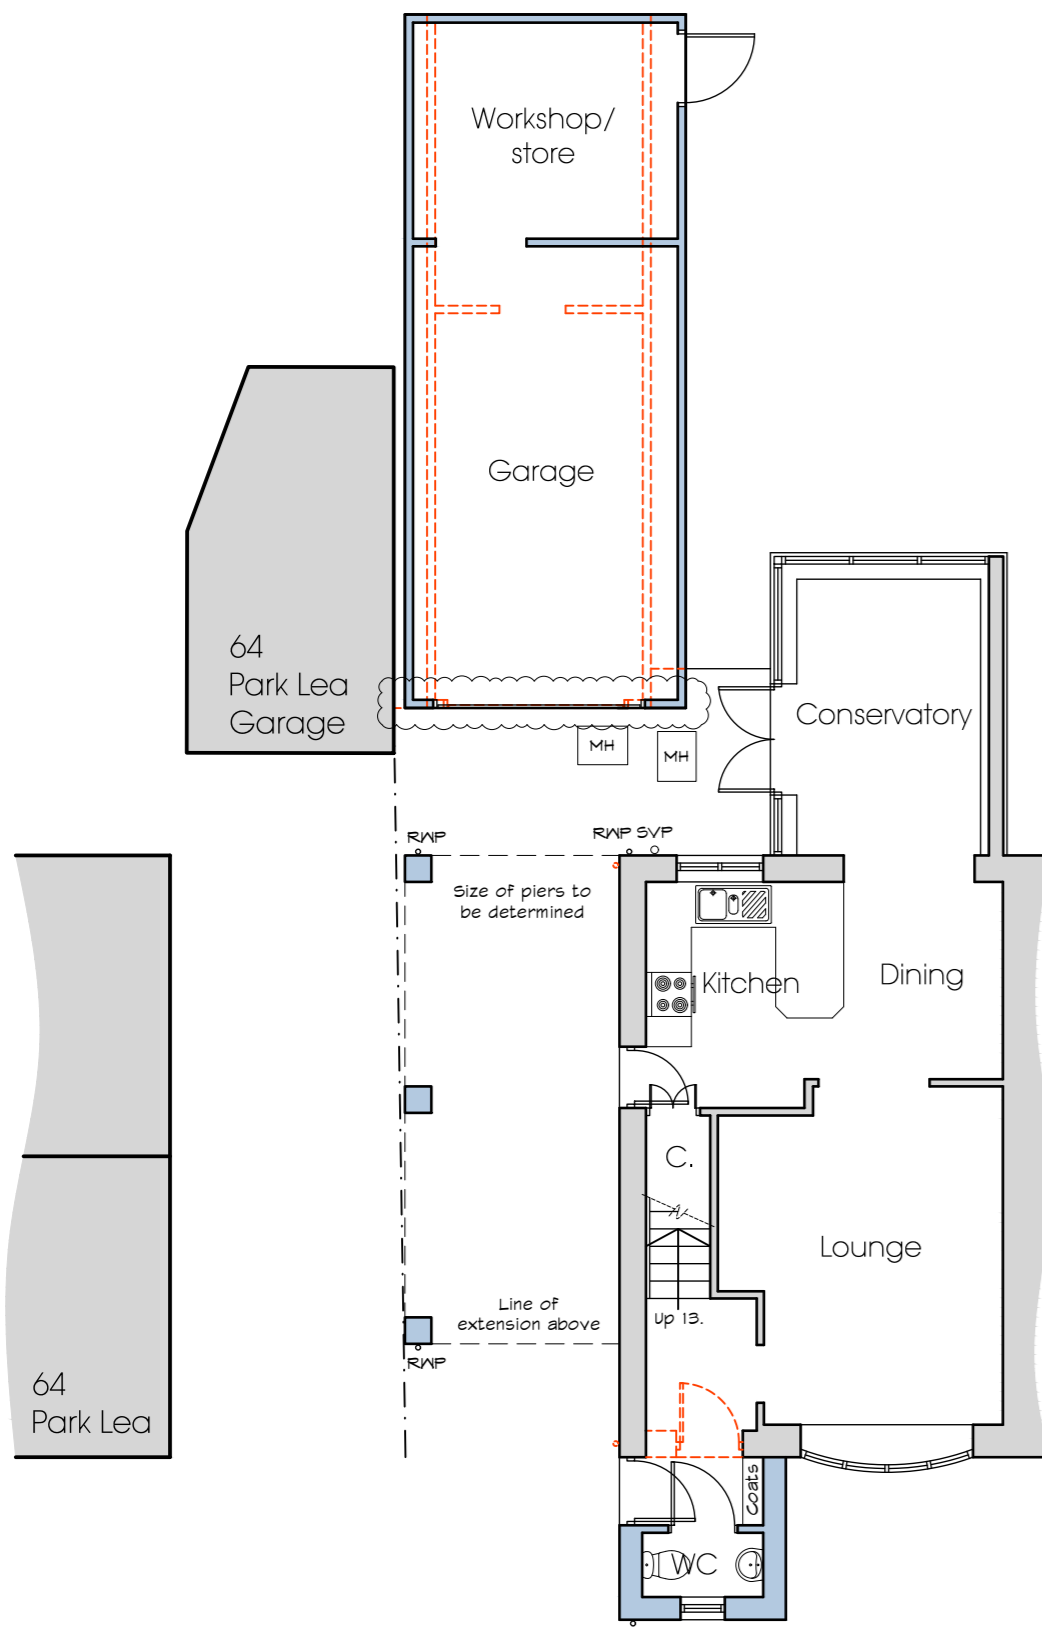 Workshop/
store
Garage
64
Park Lea
Garage
Conservatory
MH
MH
RWP
RWP SVP
Size of piers to
be determined
Kitchen
Dining
C.
Lounge
Line of
extension above
Up 13.
RWP
64
Park Lea
Coats
WC